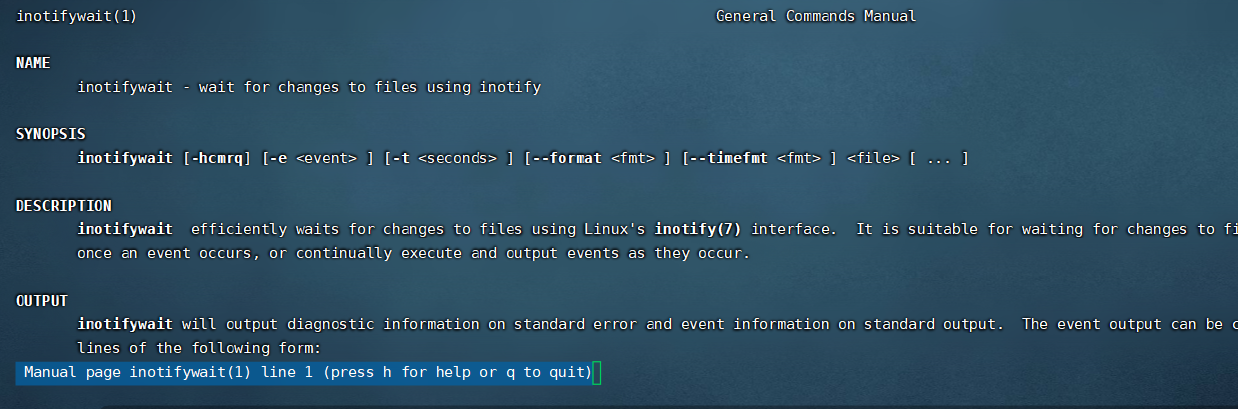 inotifywait(1) General Commands Manual
NAME
inotifywait - wait for changes to files using inotify
SYNOPSIS
inotifywait [-hcmrq] [-e <event> ] [-t <seconds> ] [--format <fmt> ] [--timefmt <fmt> ] <file> [ ... ]
DESCRIPTION
inotifywait  efficiently waits for changes to files using Linux's inotify(7) interface.  It is suitable for waiting for changes to
once an event occurs, or continually execute and output events as they occur.
OUTPUT
inotifywait will output diagnostic information on standard error and event information on standard output.  The event output can be
lines of the following form:
Manual page inotifywait(1) line 1 (press h for help or q to quit)